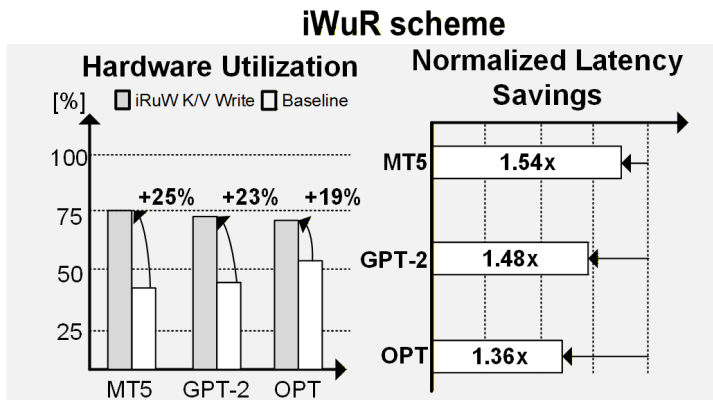 iWuR scheme
Hardware Utilization
[%] iRuW K/V Write Baseline
100
75
50
25
+25% +23% +19%
MT5 GPT-2 OPT
Normalized Latency
Savings
MT5 1.54x
GPT-2 1.48x
OPT 1.36x